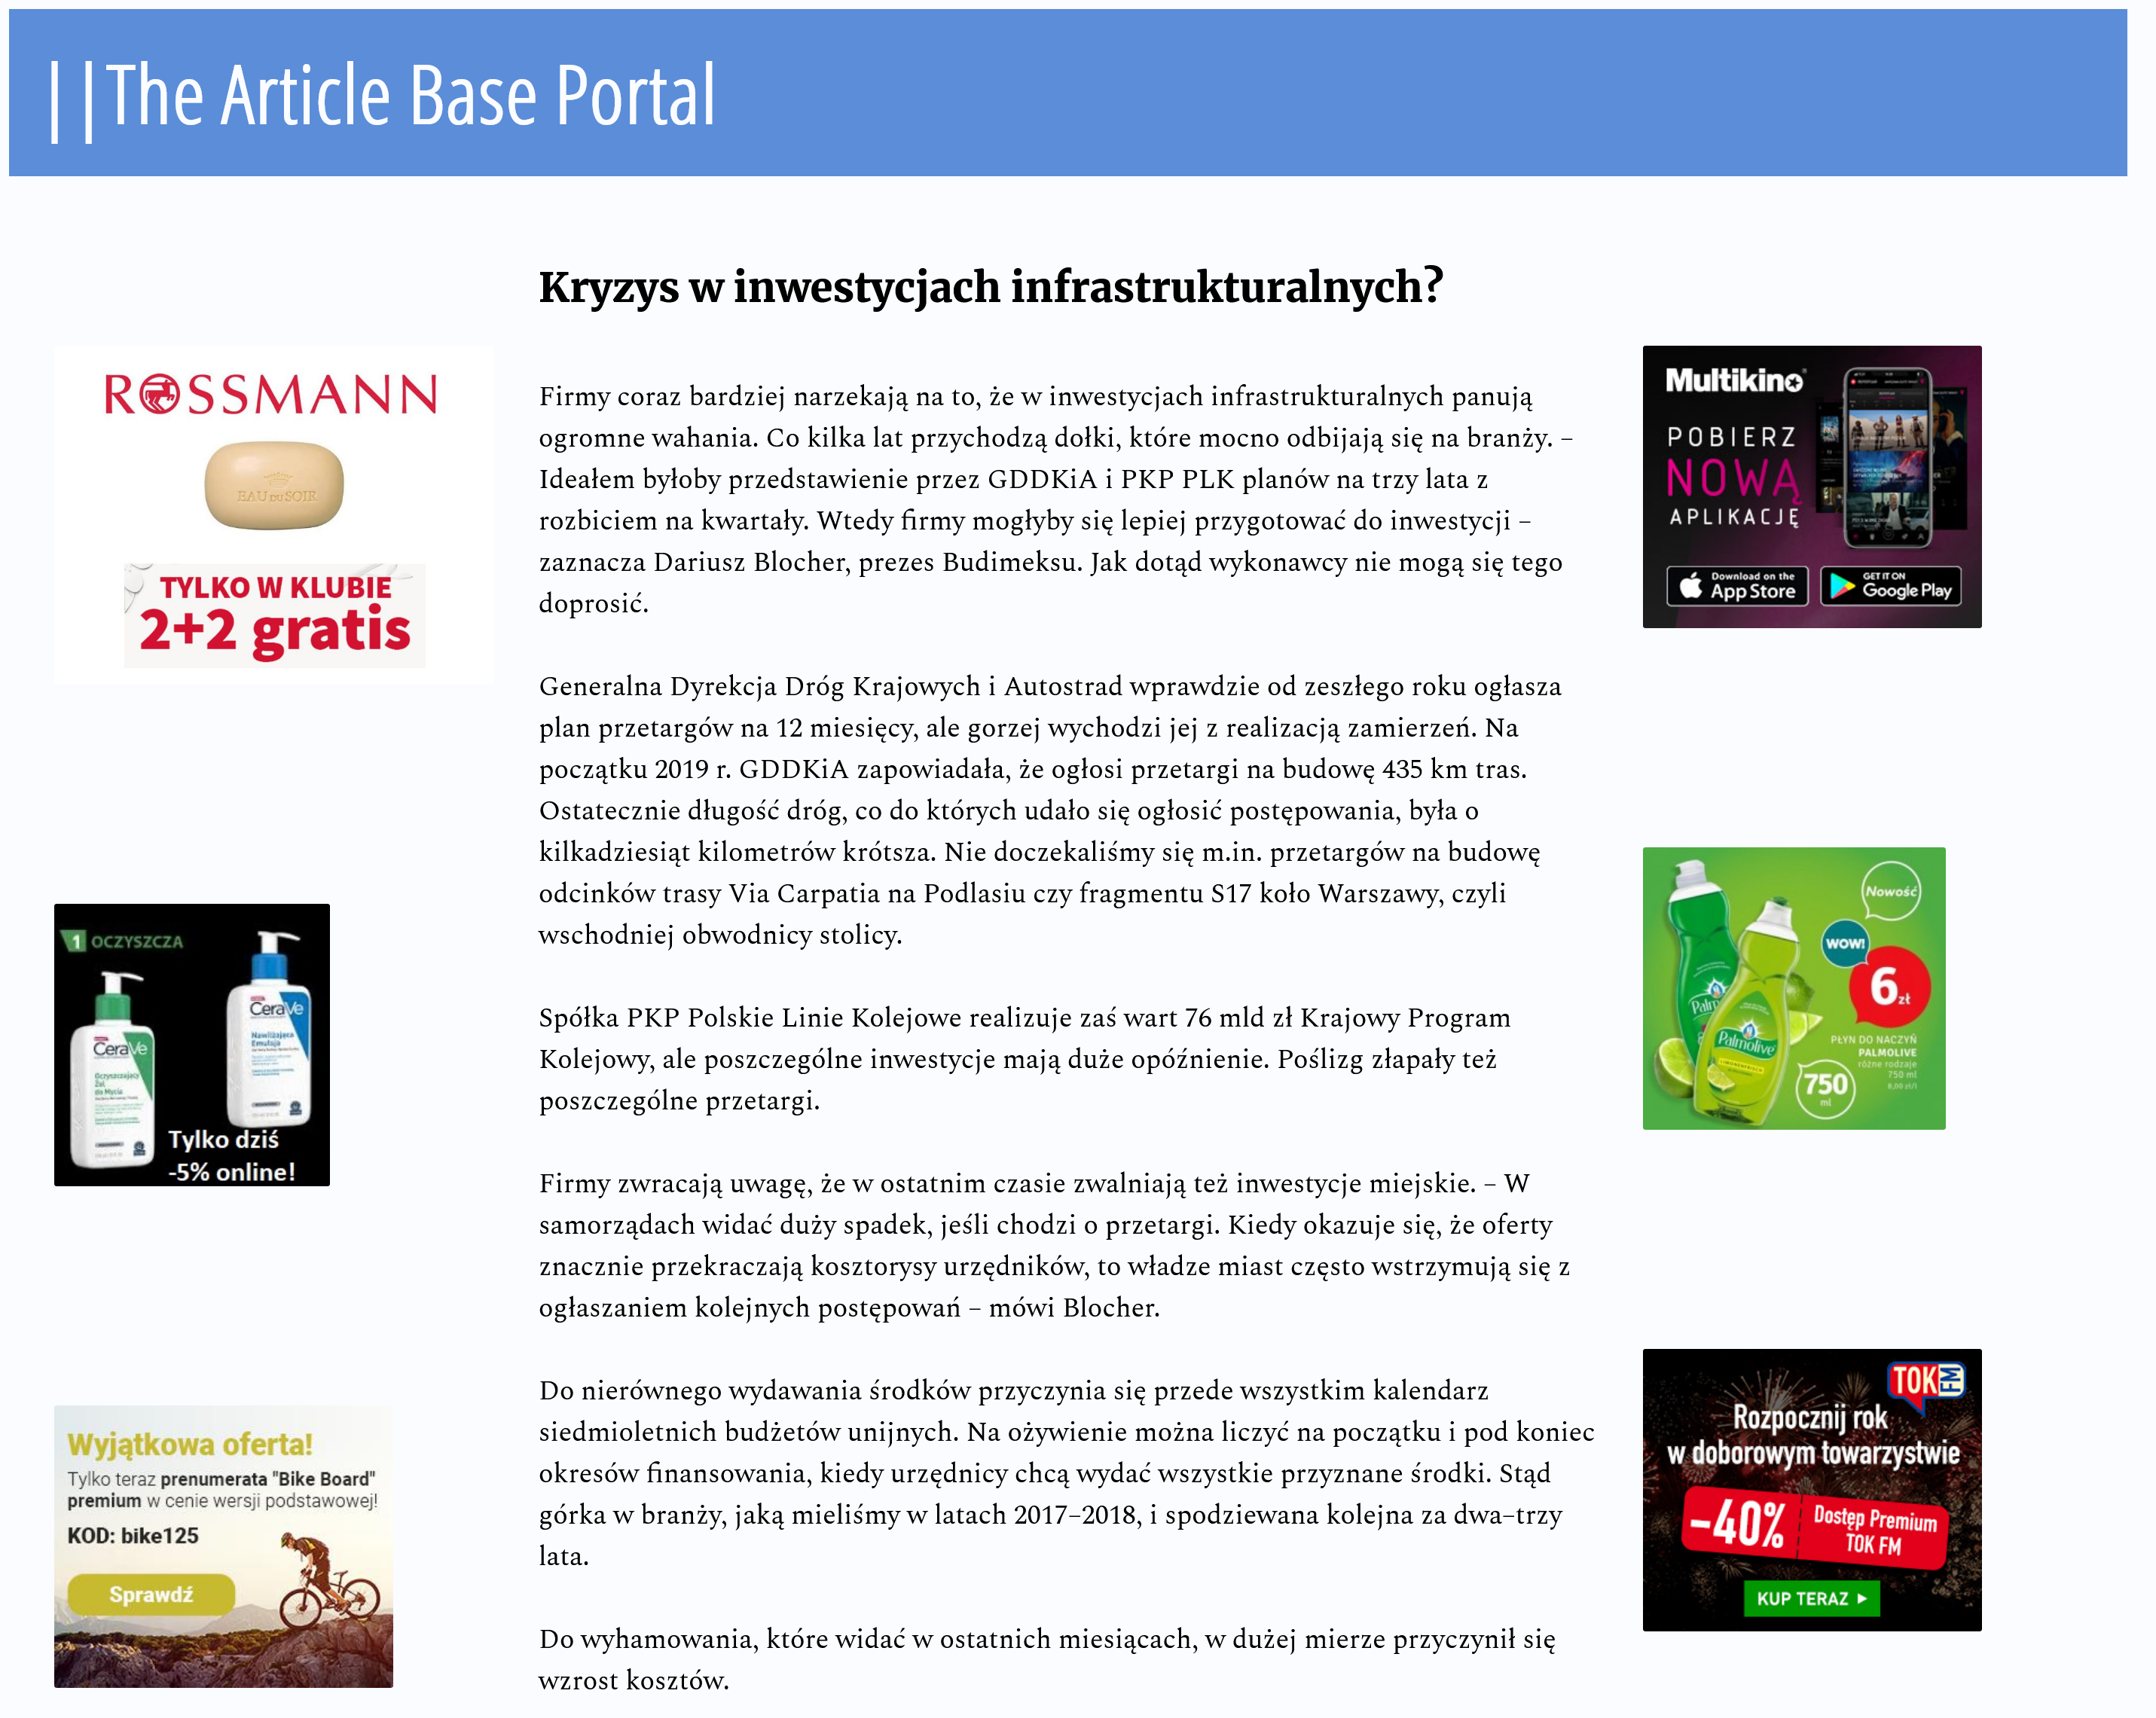 ||The Article Base Portal
Kryzys w inwestycjach infrastrukturalnych?
Firmy coraz bardziej narzekają na to, że w inwestycjach infrastrukturalnych panują
ogromne wahania. Co kilka lat przychodzą dołki, które mocno odbijają się na branży. –
Ideałem byłoby przedstawienie przez GDDKiA i PKP PLK planów na trzy lata z
rozbiciem na kwartały. Wtedy firmy mogłyby się lepiej przygotować do inwestycji –
zaznacza Dariusz Blocher, prezes Budimeksu. Jak dotąd wykonawcy nie mogą się tego
doprosić.
Generalna Dyrekcja Dróg Krajowych i Autostrad wprawdzie od zeszłego roku ogłasza
plan przetargów na 12 miesięcy, ale gorzej wychodzi jej z realizacją zamierzeń. Na
początku 2019 r. GDDKiA zapowiadała, że ogłosi przetargi na budowę 435 km tras.
Ostatecznie długość dróg, co do których udało się ogłosić postępowania, była o
kilkadziesiąt kilometrów krótsza. Nie doczekaliśmy się m.in. przetargów na budowę
odcinków trasy Via Carpatia na Podlasiu czy fragmentu S17 koło Warszawy, czyli
wschodniej obwodnicy stolicy.
Spółka PKP Polskie Linie Kolejowe realizuje zaś wart 76 mld zł Krajowy Program
Kolejowy, ale poszczególne inwestycje mają duże opóźnienie. Poślizg złapały też
poszczególne przetargi.
Firmy zwracają uwagę, że w ostatnim czasie zwalniają też inwestycje miejskie. – W
samorządach widać duży spadek, jeśli chodzi o przetargi. Kiedy okazuje się, że oferty
znacznie przekraczają kosztorysy urzędników, to władze miast często wstrzymują się z
ogłaszaniem kolejnych postępowań – mówi Blocher.
Do nierównego wydawania środków przyczynia się przede wszystkim kalendarz
siedmioletnich budżetów unijnych. Na ożywienie można liczyć na początku i pod koniec
okresów finansowania, kiedy urzędnicy chcą wydać wszystkie przyznane środki. Stąd
górka w branży, jaką mieliśmy w latach 2017–2018, i spodziewana kolejna za dwa–trzy
lata.
Do wyhamowania, które widać w ostatnich miesiącach, w dużej mierze przyczynił się
wzrost kosztów.
ROSSMANN
EAU DU SOIR
TYLKO W KLUBIE
2+2 gratis
1 OCZYSZCZA
CeraVe
Nawilżająca
Emulsja
CeraVe
Oczyszczający
Żel
do Mycia
Tylko dziś
-5% online!
Wyjątkowa oferta!
Tylko teraz prenumerata "Bike Board"
premium w cenie wersji podstawowej!
KOD: bike125
Sprawdź
Multikino
POBIERZ
NOWĄ
APLIKACJĘ
Download on the
App Store
GET IT ON
Google Play
Nowość
WOW!
6 zł
Palmolive
PŁYN DO NACZYŃ
PALMOLIVE
różne rodzaje
750 ml
8,00 zł/l
750
ml
TOK FM
Rozpocznij rok
w doborowym towarzystwie
-40%
Dostęp Premium
TOK FM
KUP TERAZ